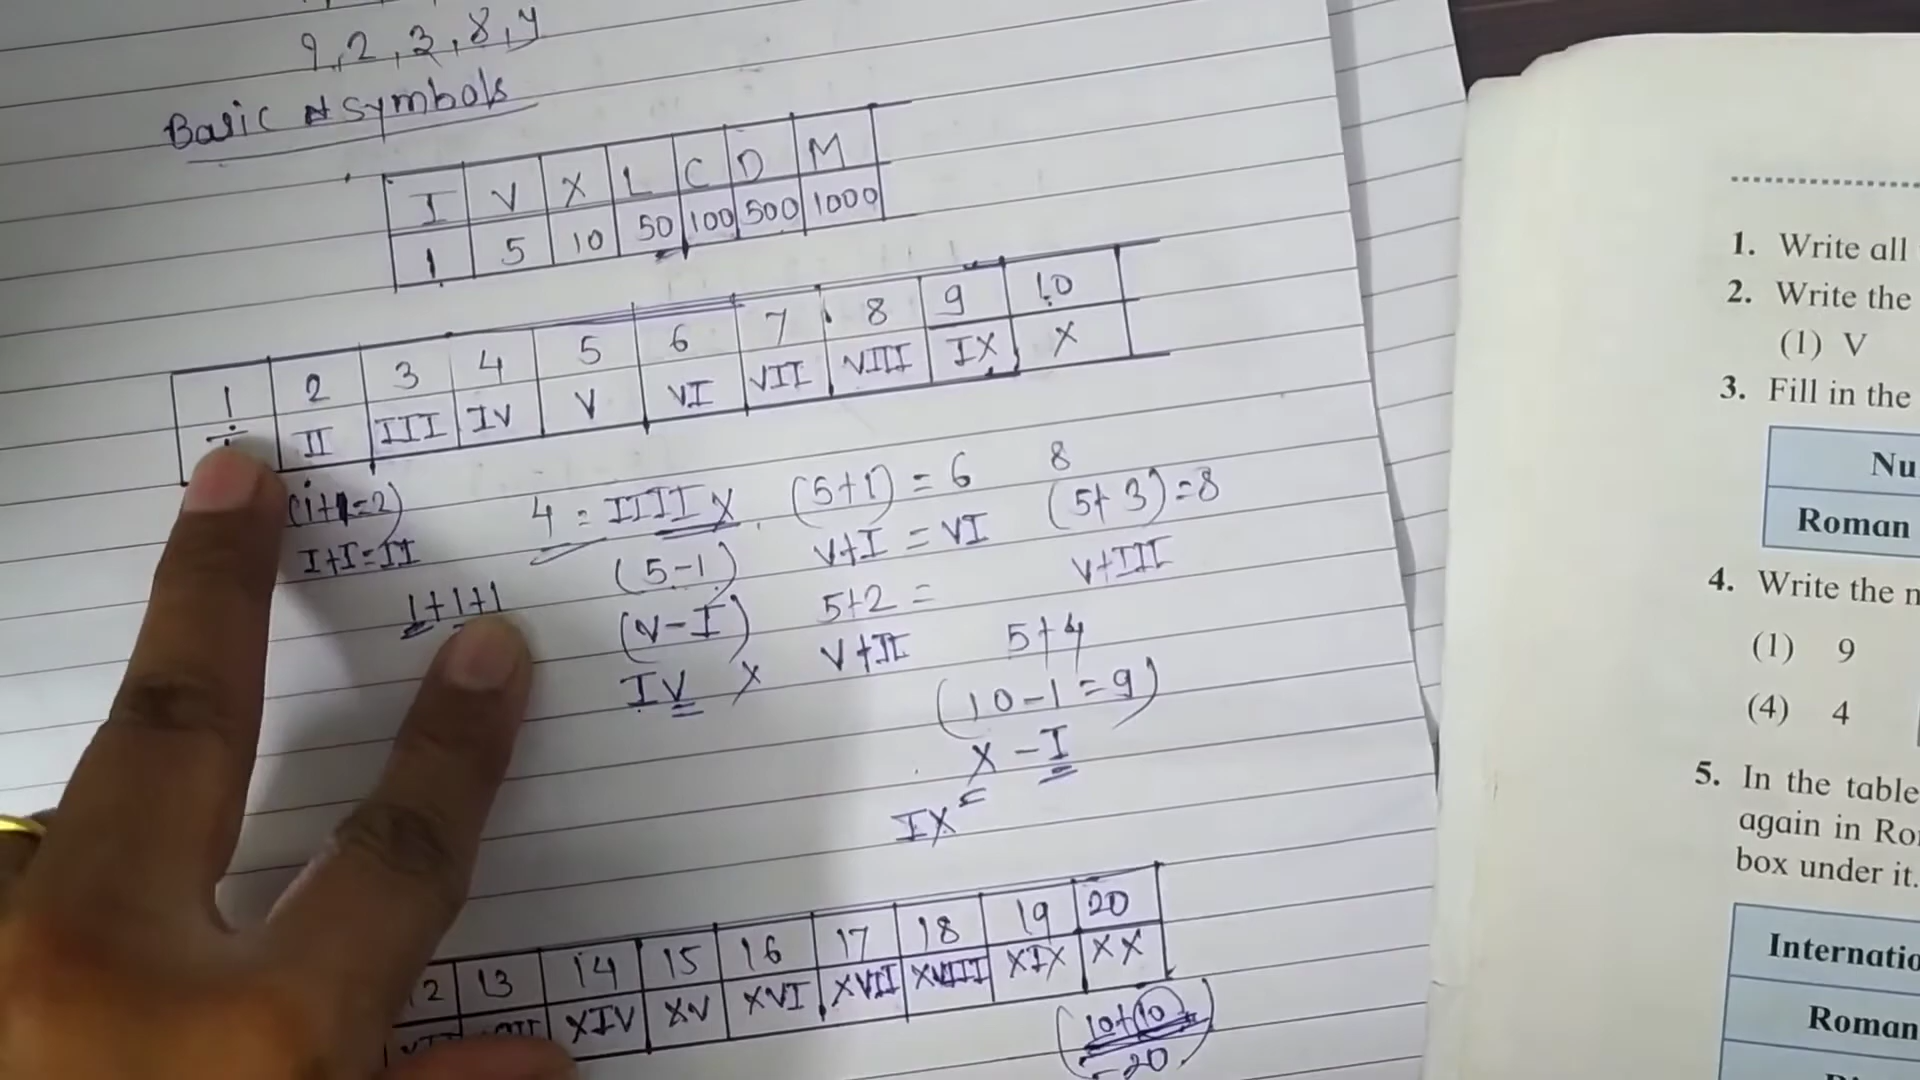 9, 2, 3, 8, 4
Basic Symbols
I V X L C D M
1 5 10 50 100 500 1000
1 2 3 4 5 6 7 8 9 10
II III IV V VI VII VIII IX X
(1+1=2)
I+I=II
1+1+1
4 = IIII X
(5-1)
(V-I)
IV X
(5+1) = 6
V+I = VI
5+2 =
V+II
8
(5+3)=8
V+III
5+4
(10-1=9)
X-I
IX
13 14 15 16 17 18 19 20
XIV XV XVI XVII XVIII XIX XX
(10+10
20)
1. Write all
2. Write the
(1) V
3. Fill in the
Nu
Roman
4. Write the n
(1) 9
(4) 4
5. In the table
again in Ro
box under it.
Internatio
Roman